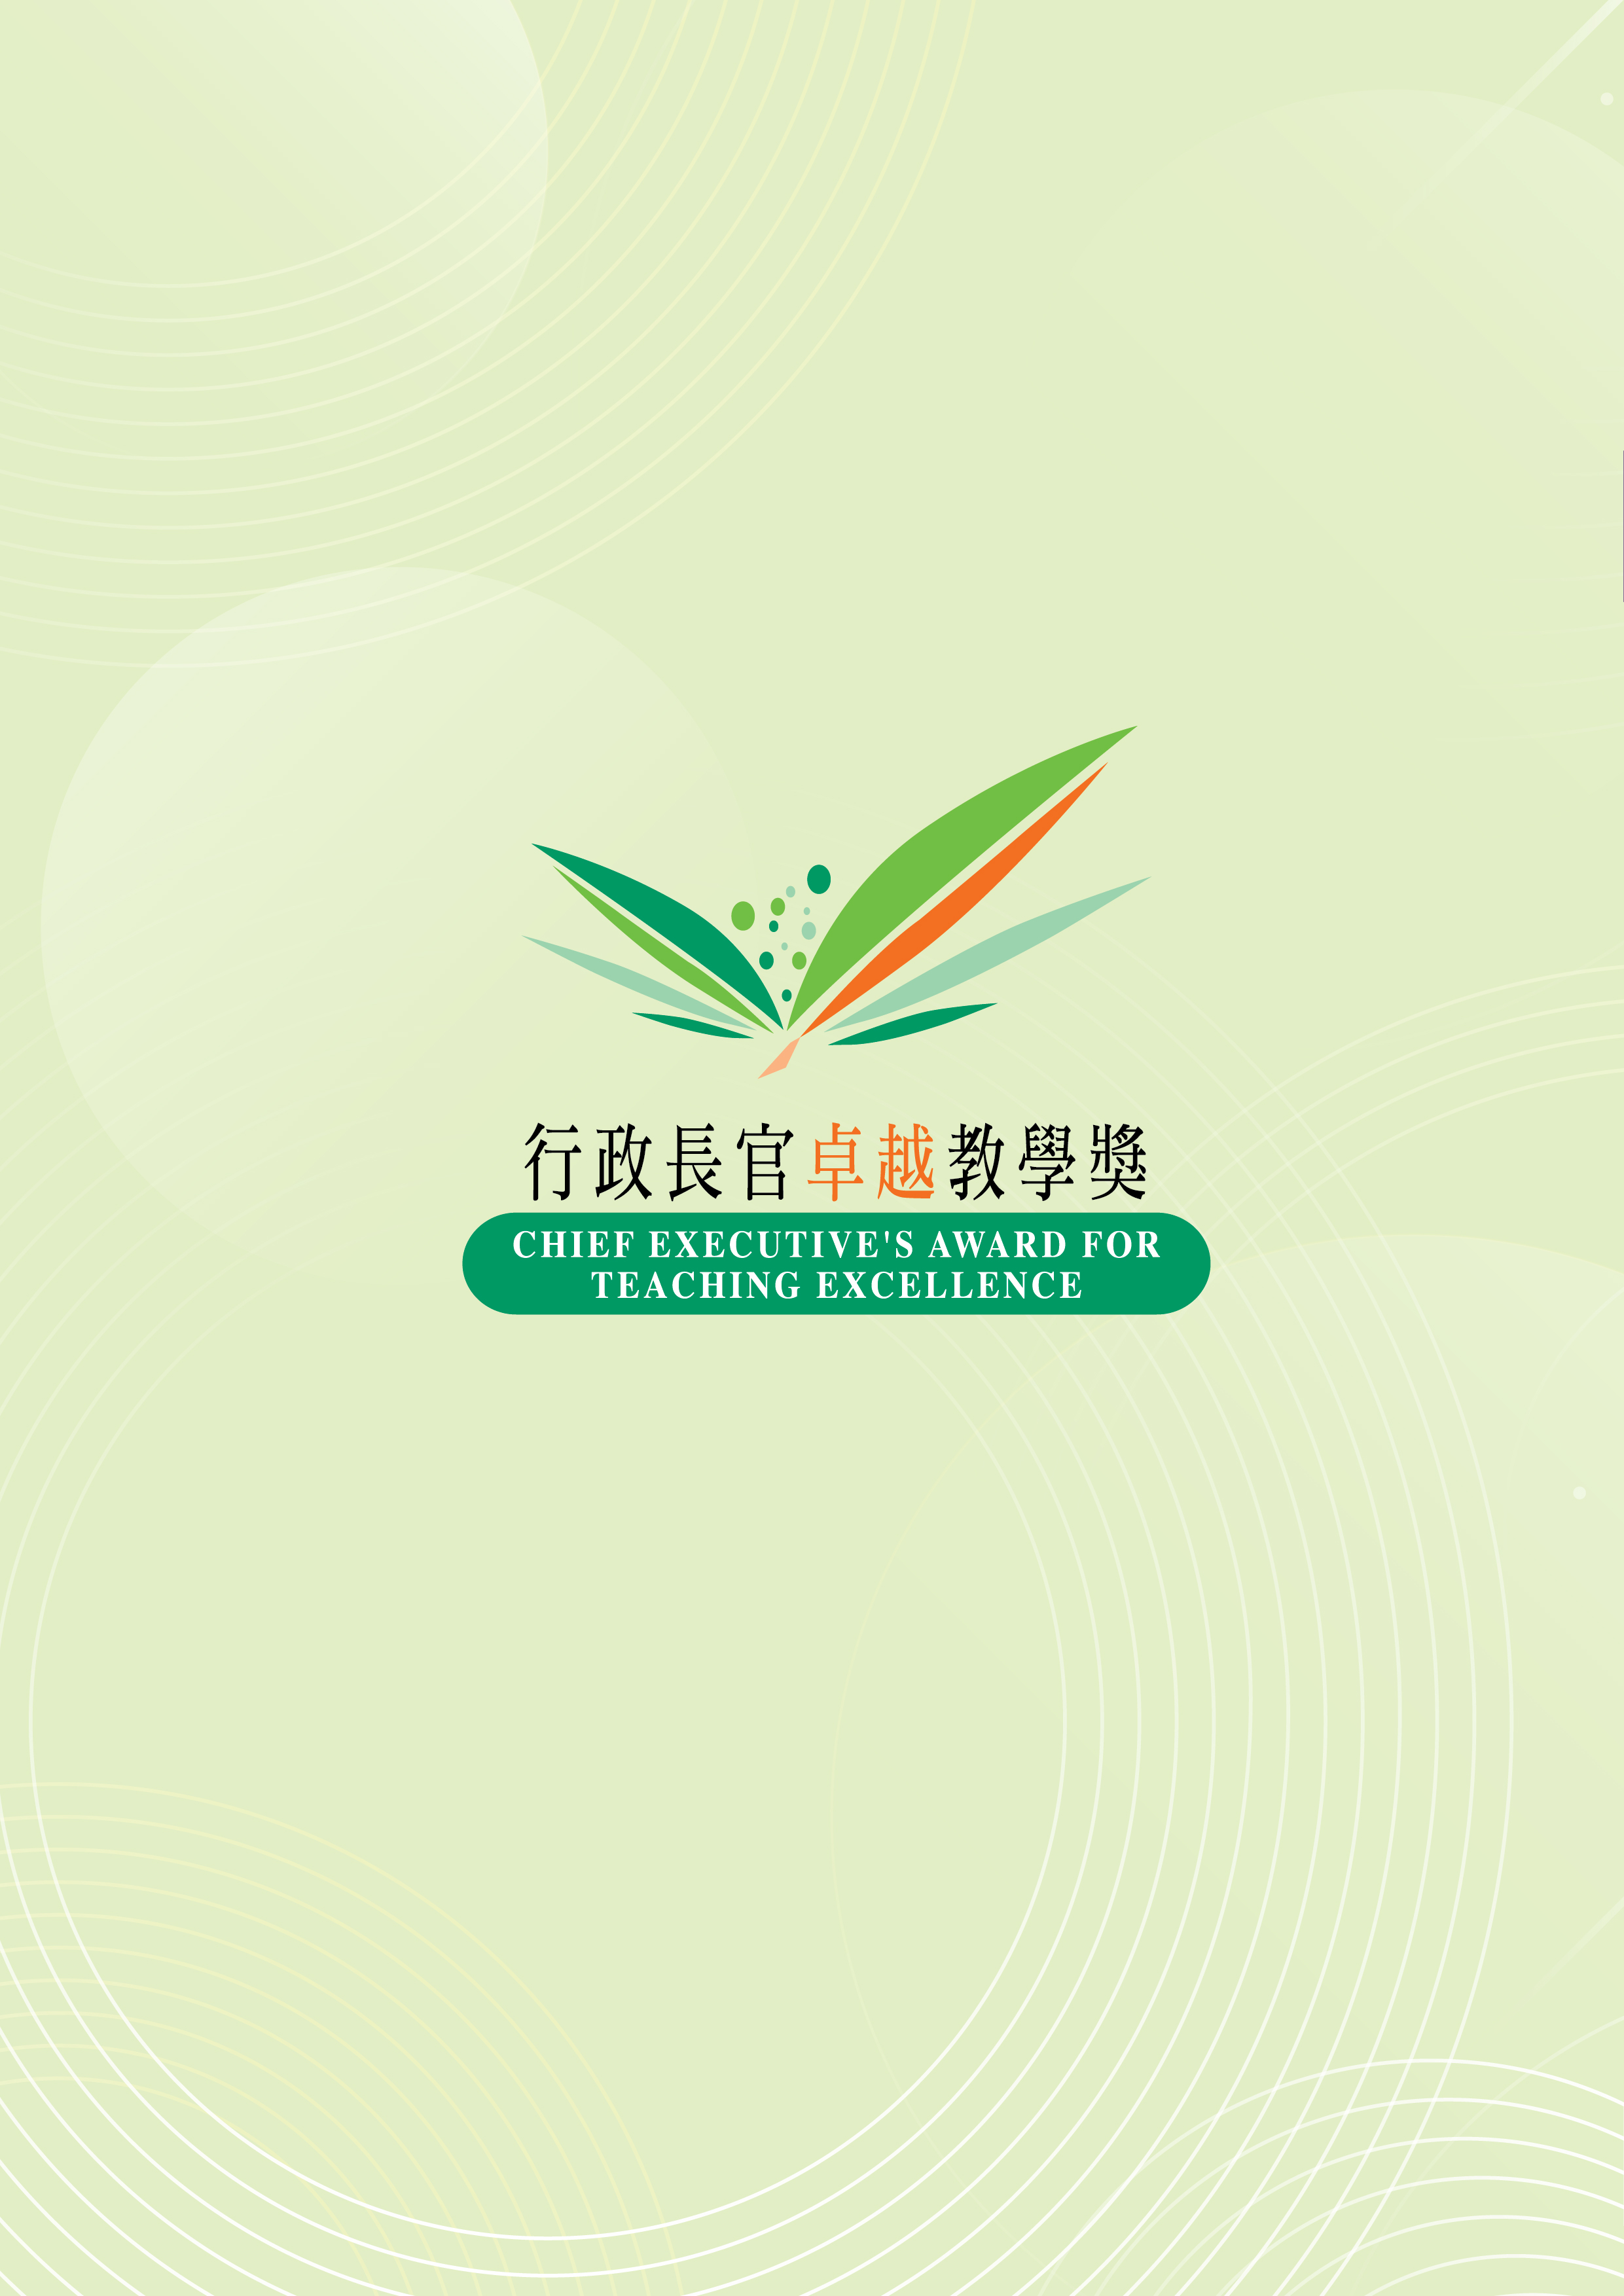 行政長官卓越教學獎
CHIEF EXECUTIVE'S AWARD FOR
TEACHING EXCELLENCE